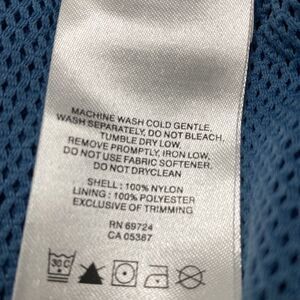 MACHINE WASH COLD GENTLE,
WASH SEPARATELY, DO NOT BLEACH.
TUMBLE DRY LOW,
REMOVE PROMPTLY, IRON LOW.
DO NOT USE FABRIC SOFTENER.
DO NOT DRYCLEAN
SHELL : 100% NYLON
LINING : 100% POLYESTER
EXCLUSIVE OF TRIMMING
RN 69724
CA 05387
30 C